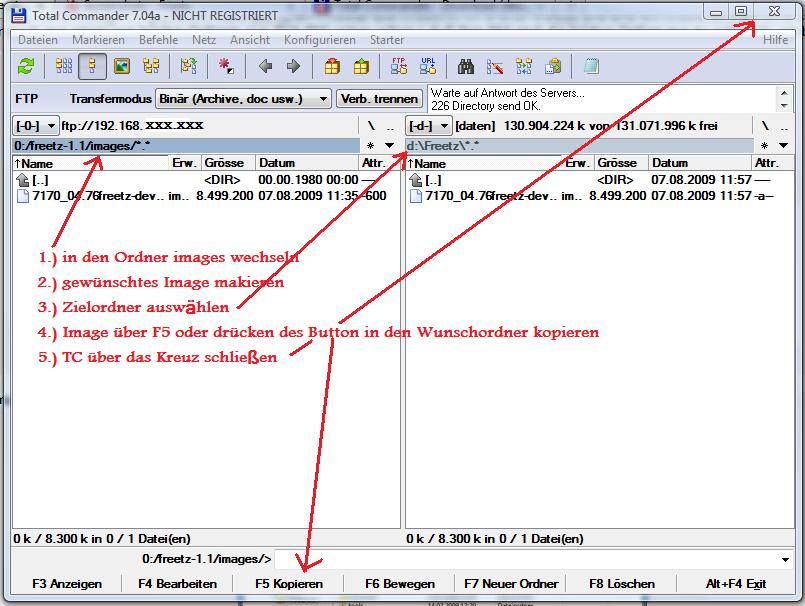 Total Commander 7.04a - NICHT REGISTRIERT
Dateien Markieren Befehle Netz Ansicht Konfigurieren Starter Hilfe
FTP
URL
FTP Transfermodus Binär (Archive, doc usw.) Verb. trennen
Warte auf Antwort des Servers...
226 Directory send OK.
[-0-] ftp://192.168. xxx.xxx \ ..
[-d-] [daten] 130.904.224 k von 131.071.996 k frei \ ..
0:/freetz-1.1/images/*.* *
d:\Freetz\*.* *
↑Name Erw. Grösse Datum Attr.
[..] <DIR> 00.00.1980 00:00 ----
7170_04.76freetz-dev.. im.. 8.499.200 07.08.2009 11:35 -600
↑Name Erw. Grösse Datum Attr.
[..] <DIR> 07.08.2009 11:57 ----
7170_04.76freetz-dev.. im.. 8.499.200 07.08.2009 11:57 -a--
1.) in den Ordner images wechseln
2.) gewünschtes Image makieren
3.) Zielordner auswählen
4.) Image über F5 oder drücken des Button in den Wunschordner kopieren
5.) TC über das Kreuz schließen
0 k / 8.300 k in 0 / 1 Datei(en)
0 k / 8.300 k in 0 / 1 Datei(en)
0:/freetz-1.1/images/>
F3 Anzeigen F4 Bearbeiten F5 Kopieren F6 Bewegen F7 Neuer Ordner F8 Löschen Alt+F4 Exit